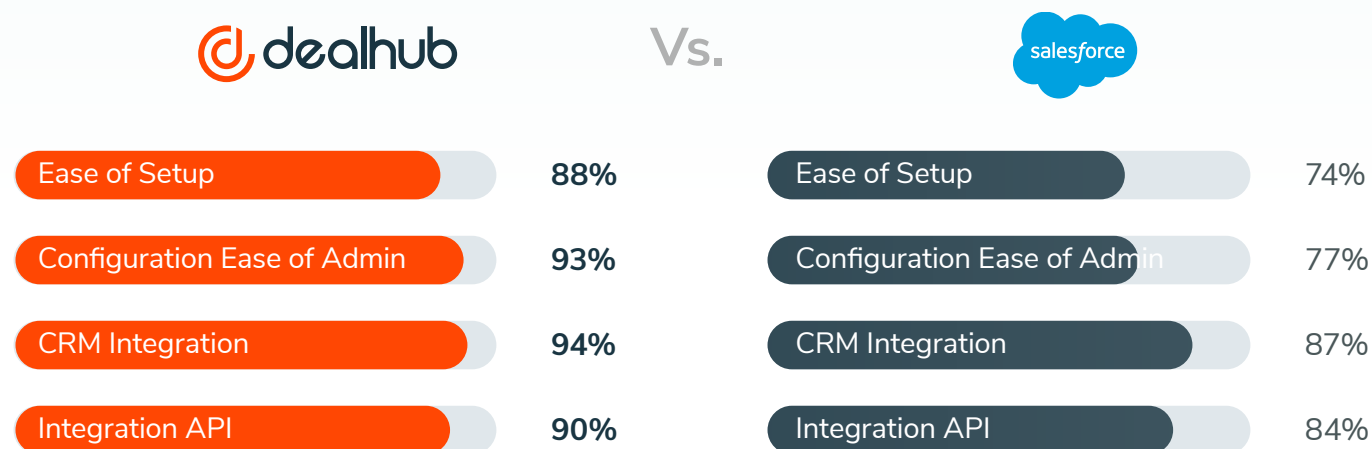 dealhub Vs. salesforce
Ease of Setup 88% Ease of Setup 74%
Configuration Ease of Admin 93% Configuration Ease of Admin 77%
CRM Integration 94% CRM Integration 87%
Integration API 90% Integration API 84%